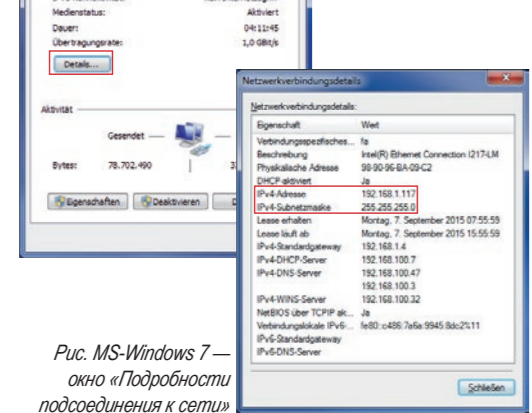 Medienstatus: Aktiviert
Dauer: 04:11:45
Übertragungsrate: 1,0 GBit/s
Details...
Aktivität
Gesendet
Bytes: 78.702.490
Eigenschaften Deaktivieren
Netzwerkverbindungsdetails
Netzwerkverbindungsdetails:
Eigenschaft Wert
Verbindungsspezifisches... fa
Beschreibung Intel(R) Ethernet Connection I217-LM
Physikalische Adresse 98-90-96-BA-09-C2
DHCP-aktiviert Ja
IPv4-Adresse 192.168.1.117
IPv4-Subnetzmaske 255.255.255.0
Lease erhalten Montag, 7. September 2015 07:55:59
Lease läuft ab Montag, 7. September 2015 15:55:59
IPv4-Standardgateway 192.168.1.4
IPv4-DHCP-Server 192.168.100.7
IPv4-DNS-Server 192.168.100.47
192.168.100.3
IPv4-WINS-Server 192.168.100.32
NetBIOS über TCPIP ak... Ja
Verbindungslokale IPv6-... fe80::c486:7a6a:9945:8dc2%11
IPv6-Standardgateway
IPv6-DNS-Server
Schließen
Рис. MS-Windows 7 —
окно «Подробности
подсоединения к сети»